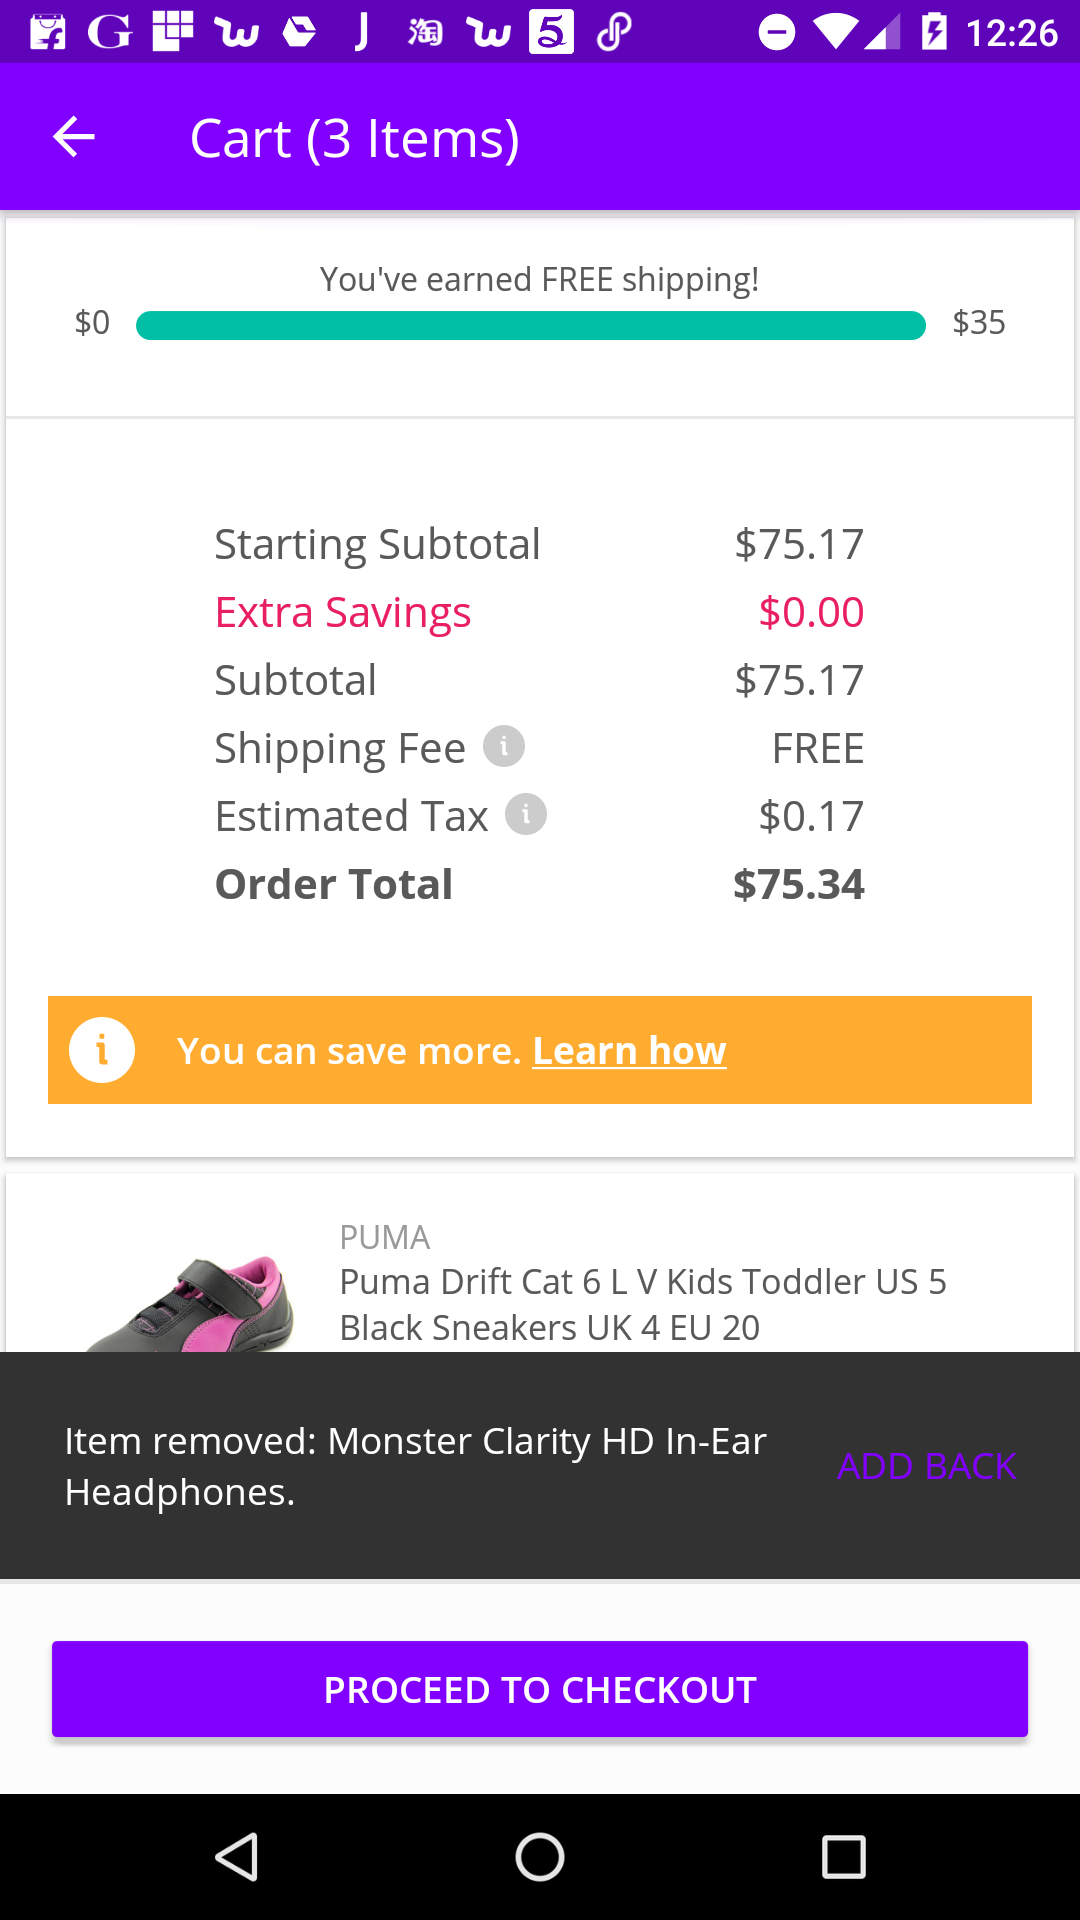 G J 淘 5 12:26
Cart (3 Items)
You've earned FREE shipping!
$0 $35
Starting Subtotal $75.17
Extra Savings $0.00
Subtotal $75.17
Shipping Fee i FREE
Estimated Tax i $0.17
Order Total $75.34
i You can save more. Learn how
PUMA
Puma Drift Cat 6 L V Kids Toddler US 5
Black Sneakers UK 4 EU 20
Item removed: Monster Clarity HD In-Ear
Headphones.
ADD BACK
PROCEED TO CHECKOUT